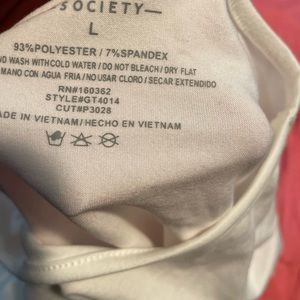 SOCIETY—
L
93%POLYESTER / 7%SPANDEX
WASH WITH COLD WATER / DO NOT BLEACH / DRY FLAT
MANO CON AGUA FRIA / NO USAR CLORO / SECAR EXTENDIDO
RN#160362
STYLE#GT4014
CUT#P3028
MADE IN VIETNAM/HECHO EN VIETNAM